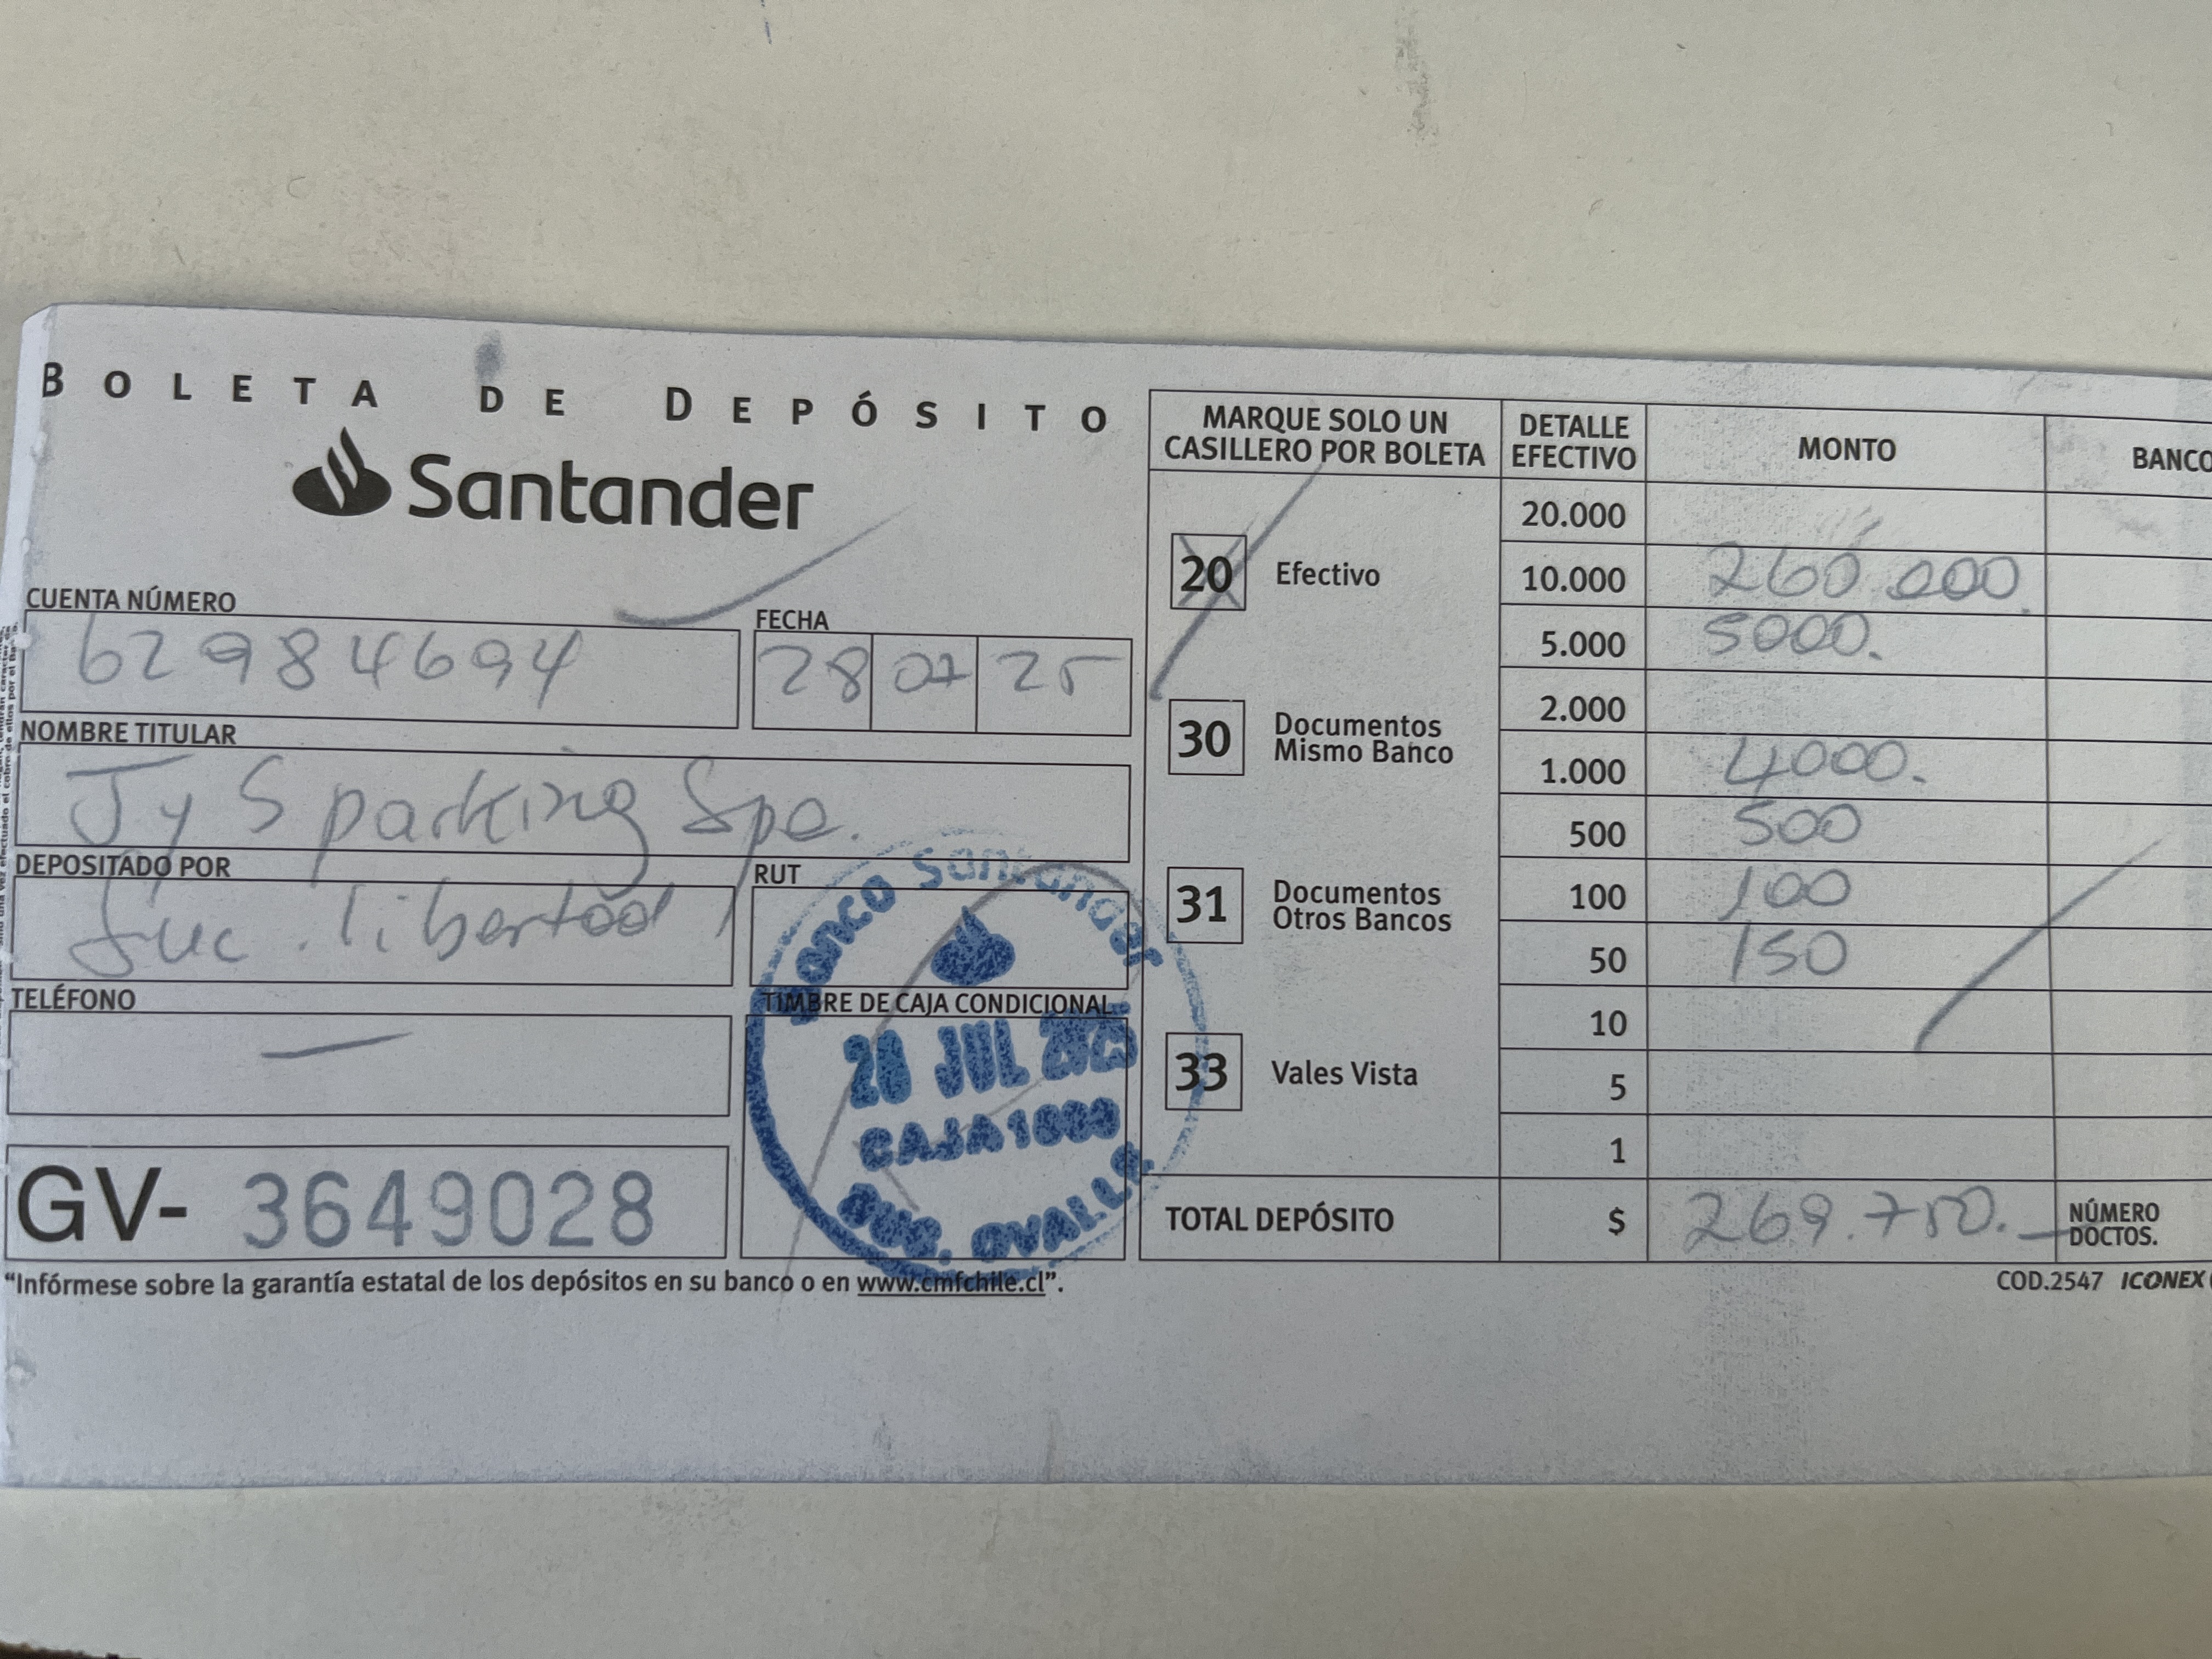 BOLETA DE DEPÓSITO
Santander
CUENTA NÚMERO
62984694
FECHA
28 07 25
NOMBRE TITULAR
J y S parking Spa.
DEPOSITADO POR
Suc. libertad
RUT
TELÉFONO
—
TIMBRE DE CAJA CONDICIONAL
Banco Santander
28 JUL 2025
CAJA
SUC. OVALLE
GV- 3649028
"Infórmese sobre la garantía estatal de los depósitos en su banco o en www.cmfchile.cl".
MARQUE SOLO UN CASILLERO POR BOLETA
20 Efectivo
30 Documentos Mismo Banco
31 Documentos Otros Bancos
33 Vales Vista
DETALLE EFECTIVO MONTO BANCO
20.000
10.000 260.000.
5.000 5000.
2.000
1.000 4000.
500 500
100 100
50 150
10
5
1
TOTAL DEPÓSITO $ 269.750.- NÚMERO DOCTOS.
COD.2547 ICONEX